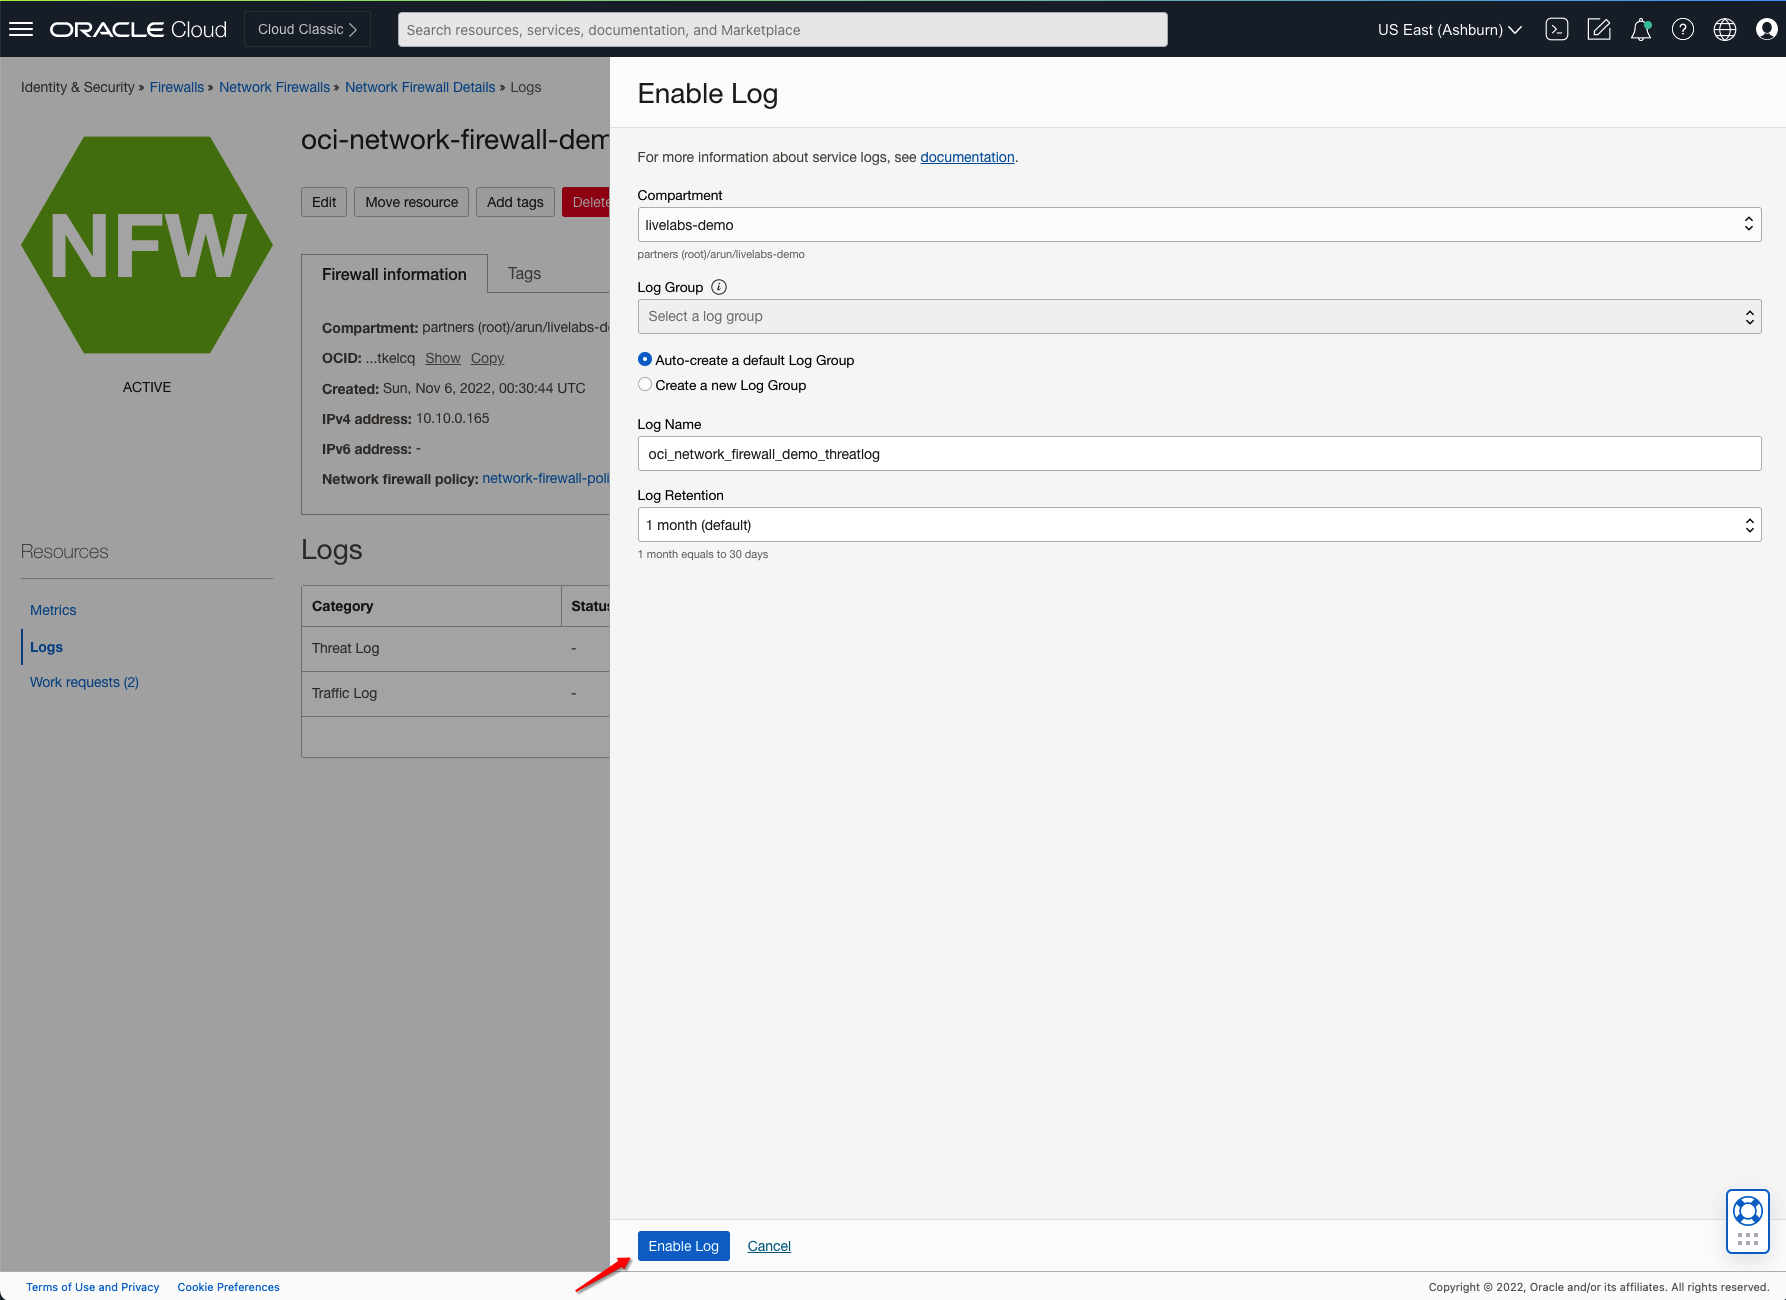 ORACLE Cloud
Cloud Classic
Search resources, services, documentation, and Marketplace
US East (Ashburn)
Identity & Security » Firewalls » Network Firewalls » Network Firewall Details » Logs
NFW
ACTIVE
oci-network-firewall-dem
Edit
Move resource
Add tags
Delete
Firewall information
Tags
Compartment: partners (root)/arun/livelabs-d
OCID: ...tkelcq Show Copy
Created: Sun, Nov 6, 2022, 00:30:44 UTC
IPv4 address: 10.10.0.165
IPv6 address: -
Network firewall policy: network-firewall-poli
Resources
Metrics
Logs
Work requests (2)
Logs
Category
Status
Threat Log
-
Traffic Log
-
Enable Log
For more information about service logs, see documentation.
Compartment
livelabs-demo
partners (root)/arun/livelabs-demo
Log Group
Select a log group
Auto-create a default Log Group
Create a new Log Group
Log Name
oci_network_firewall_demo_threatlog
Log Retention
1 month (default)
1 month equals to 30 days
Enable Log
Cancel
Terms of Use and Privacy
Cookie Preferences
Copyright © 2022, Oracle and/or its affiliates. All rights reserved.